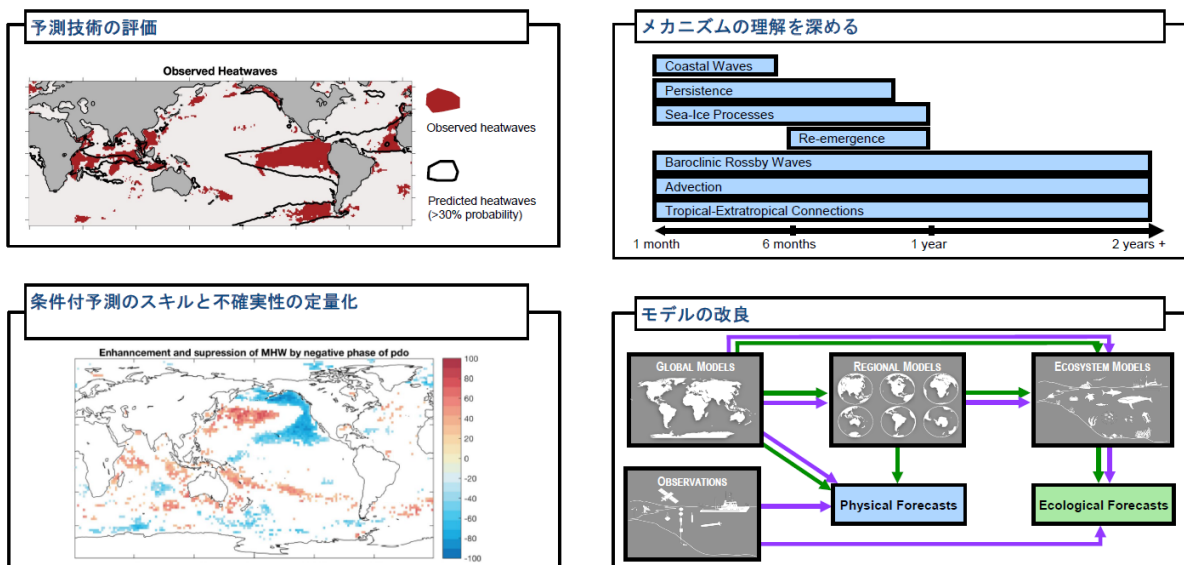 予測技術の評価
Observed Heatwaves
Observed heatwaves
Predicted heatwaves
(>30% probability)
メカニズムの理解を深める
Coastal Waves
Persistence
Sea-Ice Processes
Re-emergence
Baroclinic Rossby Waves
Advection
Tropical-Extratropical Connections
1 month
6 months
1 year
2 years +
条件付予測のスキルと不確実性の定量化
Enhanncement and supression of MHW by negative phase of pdo
100
80
60
40
20
0
-20
-40
-60
-80
-100
モデルの改良
GLOBAL MODELS
REGIONAL MODELS
ECOSYSTEM MODELS
OBSERVATIONS
Physical Forecasts
Ecological Forecasts